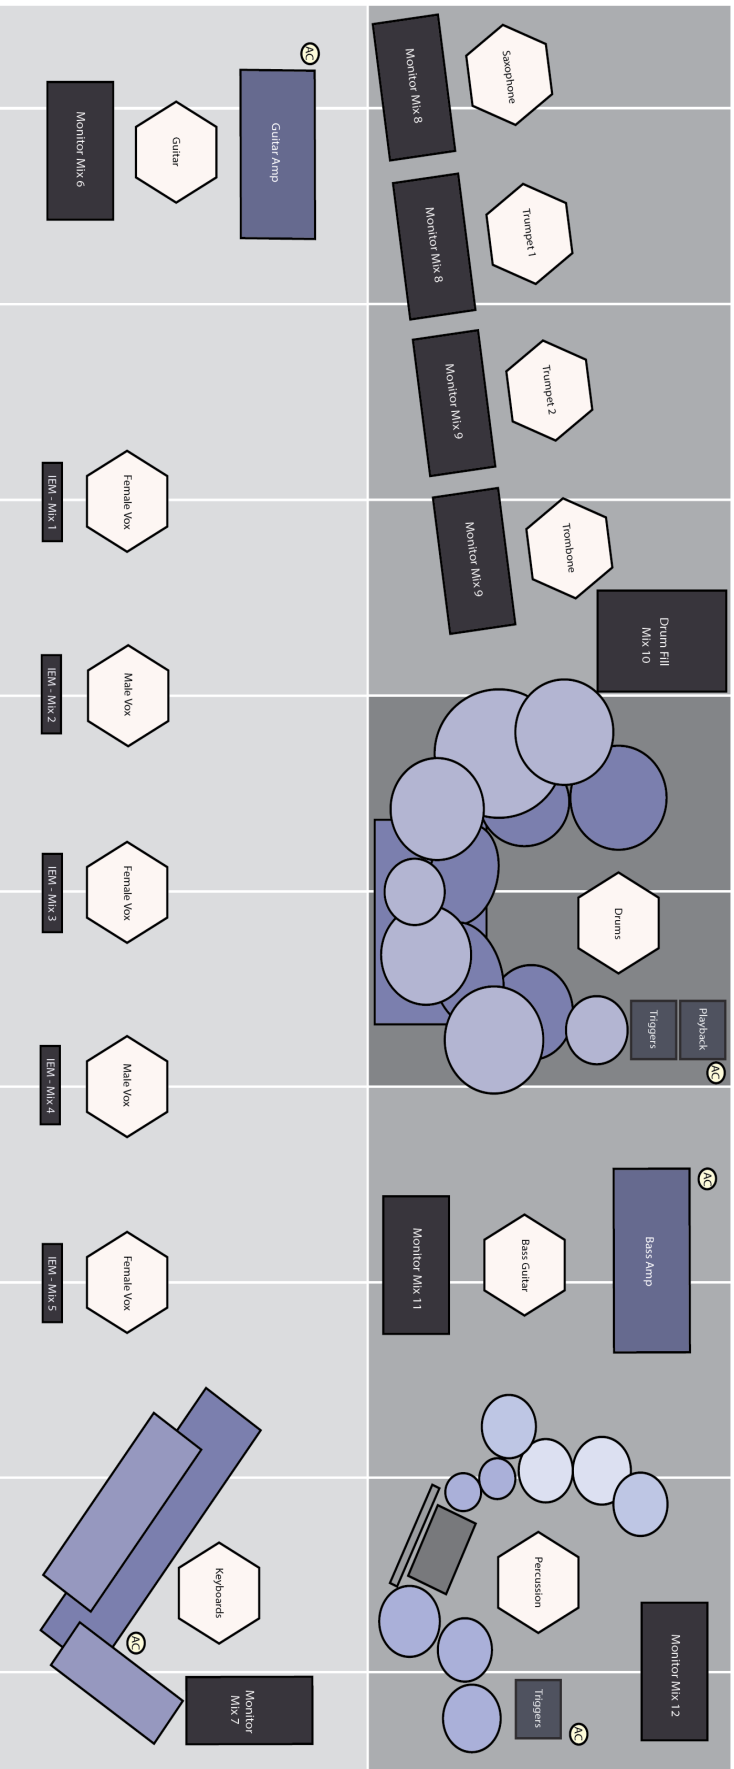 Saxophone
Monitor Mix 8
Trumpet 1
Monitor Mix 8
Trumpet 2
Monitor Mix 9
Trombone
Monitor Mix 9
Drum Fill
Mix 10
Drums
Playback
Triggers
AC
AC
Bass Amp
Bass Guitar
Monitor Mix 11
Percussion
Monitor Mix 12
Triggers
AC
AC
Guitar Amp
Guitar
Monitor Mix 6
Female Vox
IEM - Mix 1
Male Vox
IEM - Mix 2
Female Vox
IEM - Mix 3
Male Vox
IEM - Mix 4
Female Vox
IEM - Mix 5
Keyboards
AC
Monitor
Mix 7